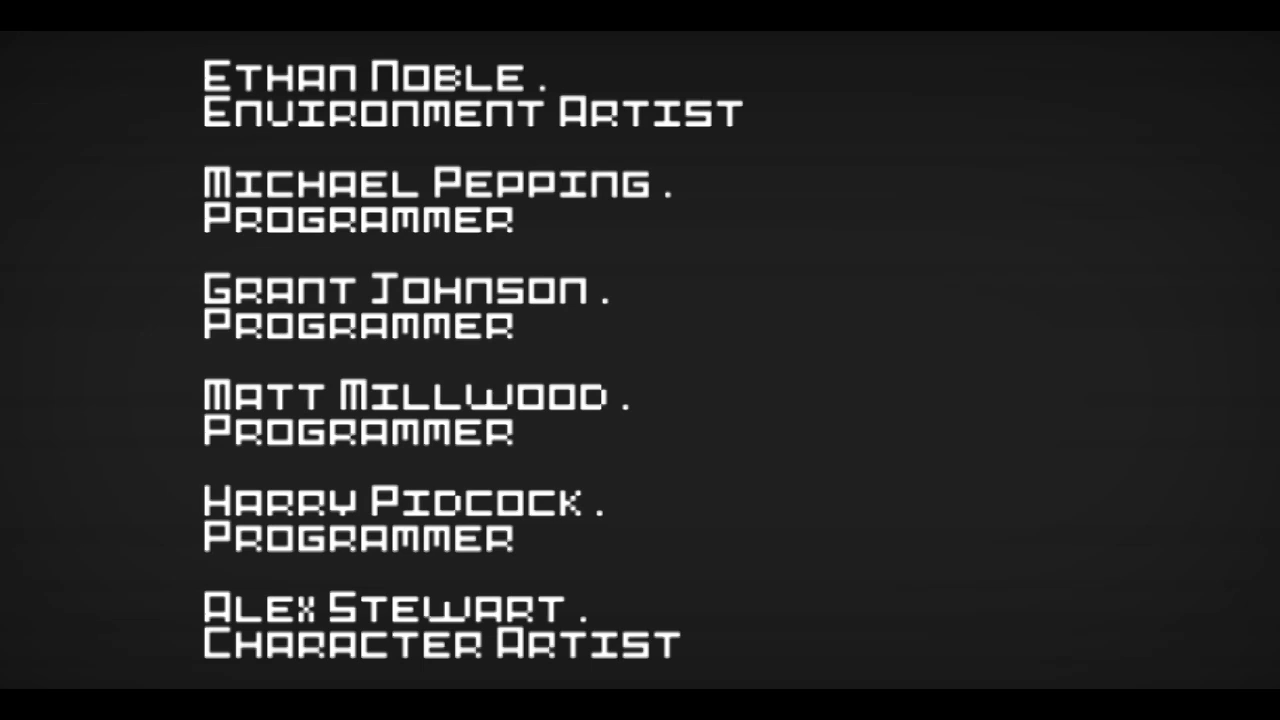 Ethan Noble .
Environment Artist
Michael Pepping .
Programmer
Grant Johnson .
Programmer
Matt Millwood .
Programmer
Harry Pidcock .
Programmer
Alex Stewart .
Character Artist